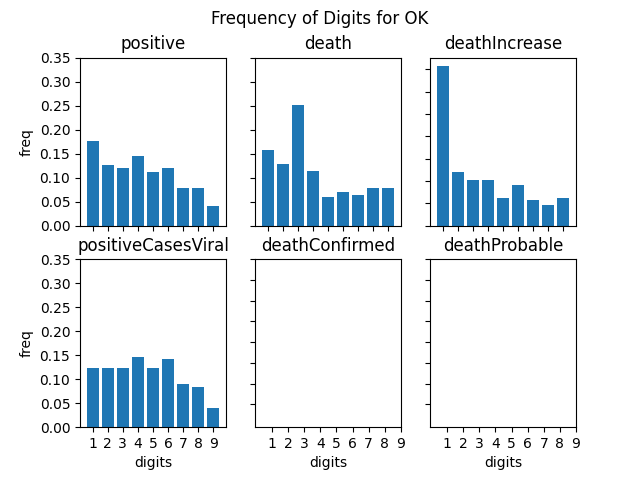 Frequency of Digits for OK
positive death deathIncrease
0.35
0.30
0.25
0.20
0.15
0.10
0.05
0.00
freq
positiveCasesViral deathConfirmed deathProbable
0.35
0.30
0.25
0.20
0.15
0.10
0.05
0.00
freq
1 2 3 4 5 6 7 8 9 1 2 3 4 5 6 7 8 9 1 2 3 4 5 6 7 8 9
digits digits digits